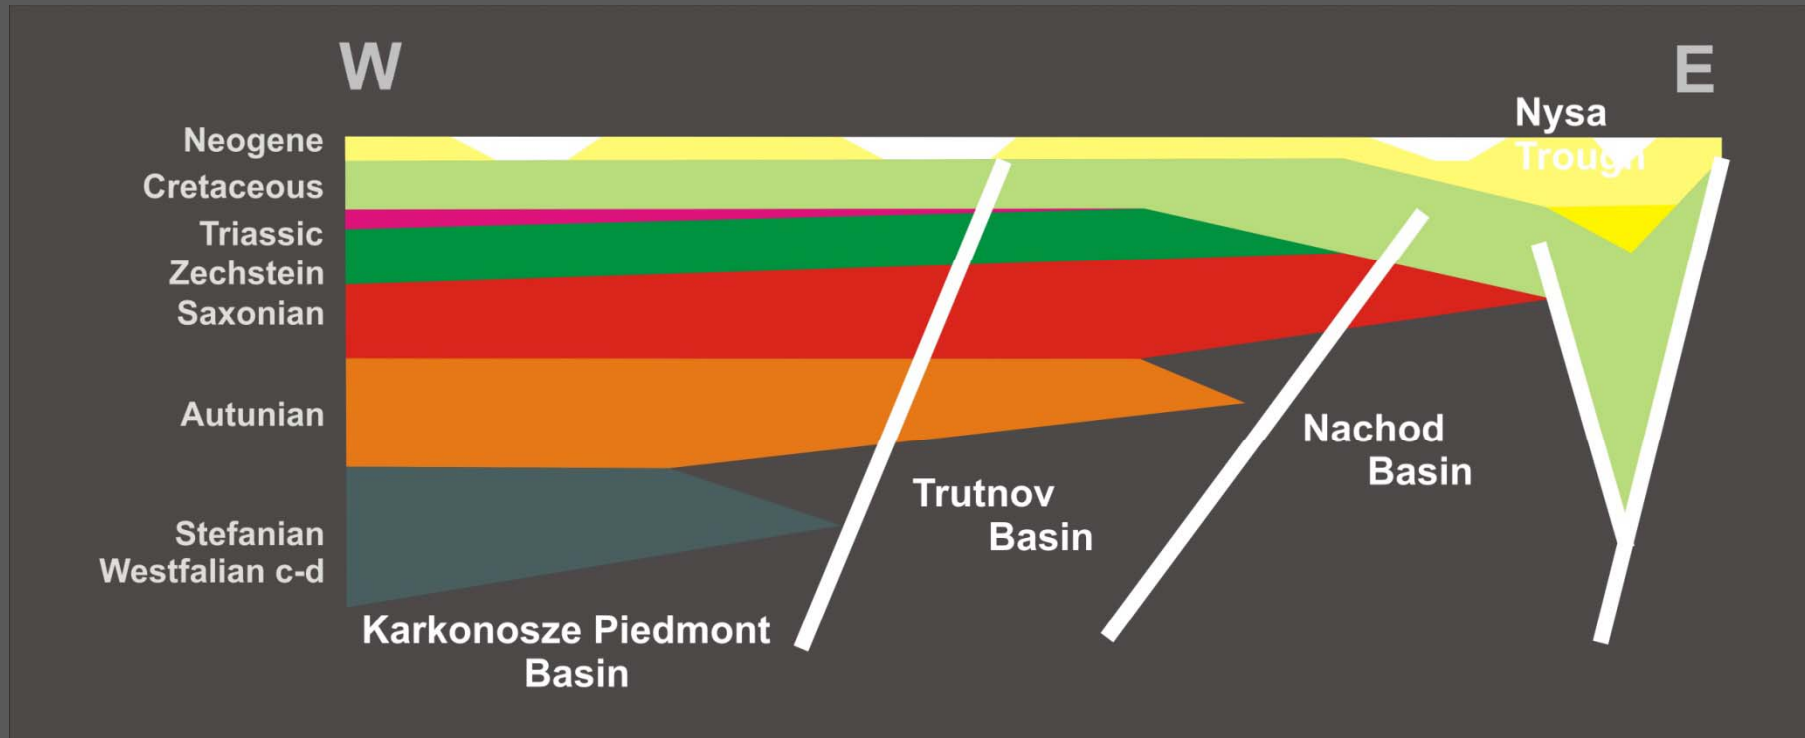 W
E
Nysa
Trough
Neogene
Cretaceous
Triassic
Zechstein
Saxonian
Autunian
Stefanian
Westfalian c-d
Nachod
Basin
Trutnov
Basin
Karkonosze Piedmont
Basin